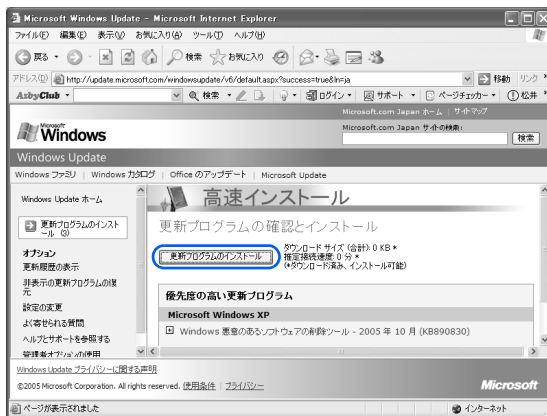 Microsoft Windows Update - Microsoft Internet Explorer
ファイル(F) 編集(E) 表示(V) お気に入り(A) ツール(T) ヘルプ(H)
戻る 検索 お気に入り
アドレス(D) http://update.microsoft.com/windowsupdate/v6/default.aspx?success=true&ln=ja 移動 リンク
AzbyClub 検索 ログイン サポート ページチェッカー 松井
Microsoft.com Japan ホーム | サイトマップ
Microsoft Windows
Microsoft.com Japan サイトの検索:
検索
Windows Update
Windows ファミリ | Windows カタログ | Office のアップデート | Microsoft Update
Windows Update ホーム
更新プログラムのインストール (3)
オプション
更新履歴の表示
非表示の更新プログラムの復元
設定の変更
よく寄せられる質問
ヘルプとサポートを参照する
管理者オプションの使用
高速インストール
更新プログラムの確認とインストール
更新プログラムのインストール
ダウンロード サイズ (合計): 0 KB *
推定接続速度: 0 分 *
(*ダウンロード済み、インストール可能)
優先度の高い更新プログラム
Microsoft Windows XP
Windows 悪意のあるソフトウェアの削除ツール - 2005 年 10 月 (KB890830)
Windows Update プライバシーに関する声明
©2005 Microsoft Corporation. All rights reserved. 使用条件 | プライバシー
Microsoft
ページが表示されました
インターネット